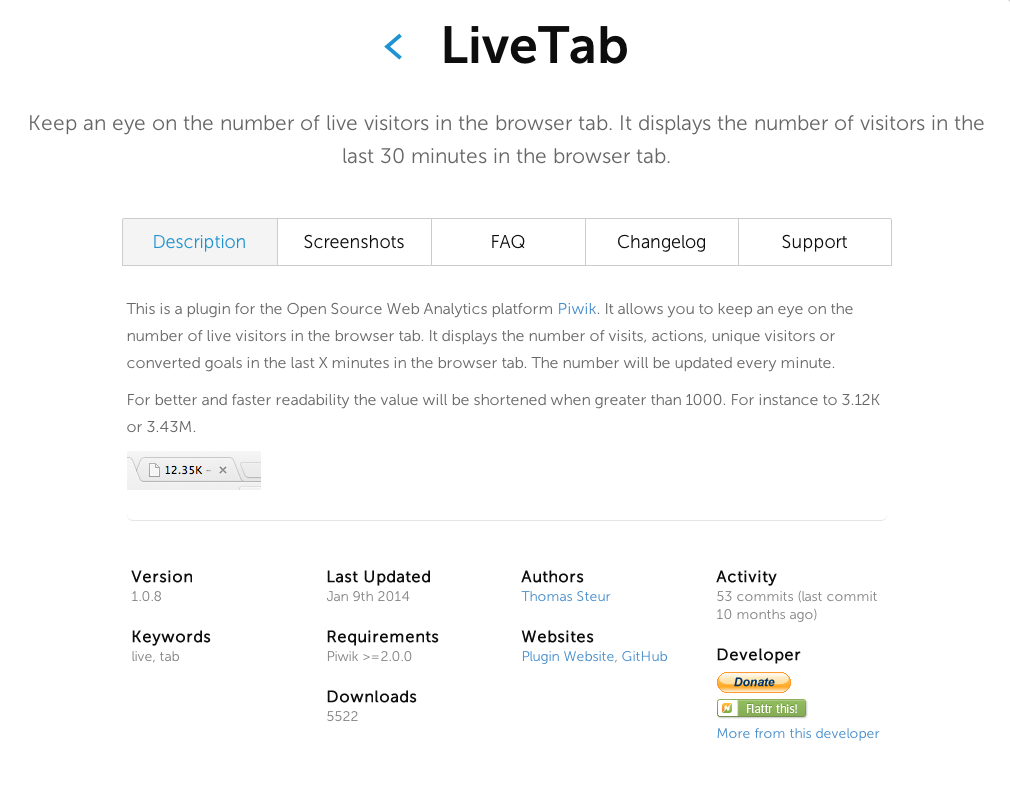 LiveTab
Keep an eye on the number of live visitors in the browser tab. It displays the number of visitors in the
last 30 minutes in the browser tab.
Description
Screenshots
FAQ
Changelog
Support
This is a plugin for the Open Source Web Analytics platform Piwik. It allows you to keep an eye on the
number of live visitors in the browser tab. It displays the number of visits, actions, unique visitors or
converted goals in the last X minutes in the browser tab. The number will be updated every minute.
For better and faster readability the value will be shortened when greater than 1000. For instance to 3.12K
or 3.43M.
12.35K -
Version
1.0.8
Keywords
live, tab
Last Updated
Jan 9th 2014
Requirements
Piwik >=2.0.0
Downloads
5522
Authors
Thomas Steur
Websites
Plugin Website, GitHub
Activity
53 commits (last commit
10 months ago)
Developer
Donate
Flattr this!
More from this developer